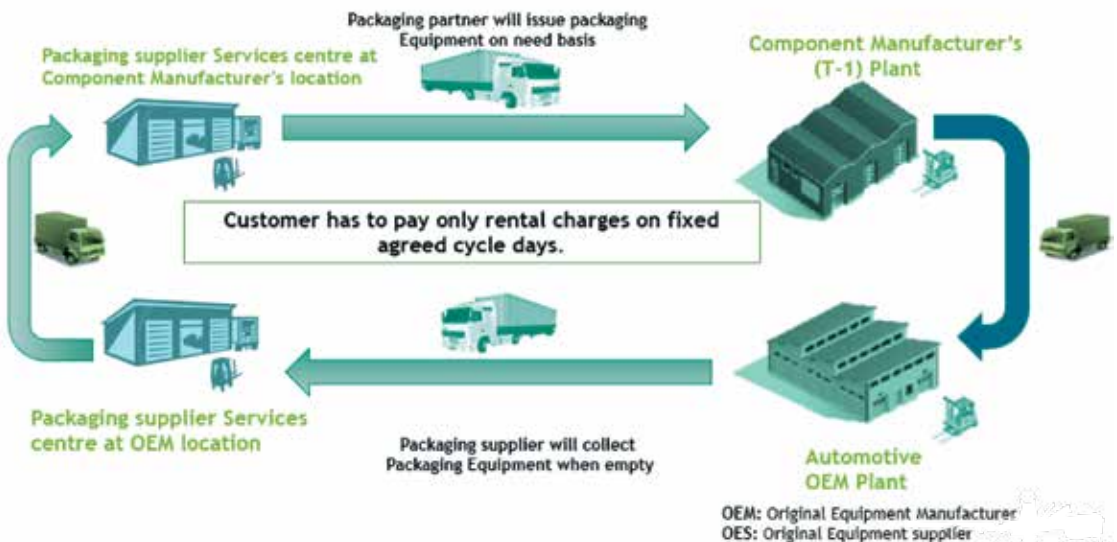 Packaging partner will issue packaging
Equipment on need basis
Packaging supplier Services centre at
Component Manufacturer's location
Component Manufacturer's
(T-1) Plant
Customer has to pay only rental charges on fixed
agreed cycle days.
Packaging supplier Services
centre at OEM location
Packaging supplier will collect
Packaging Equipment when empty
Automotive
OEM Plant
OEM: Original Equipment Manufacturer
OES: Original Equipment supplier